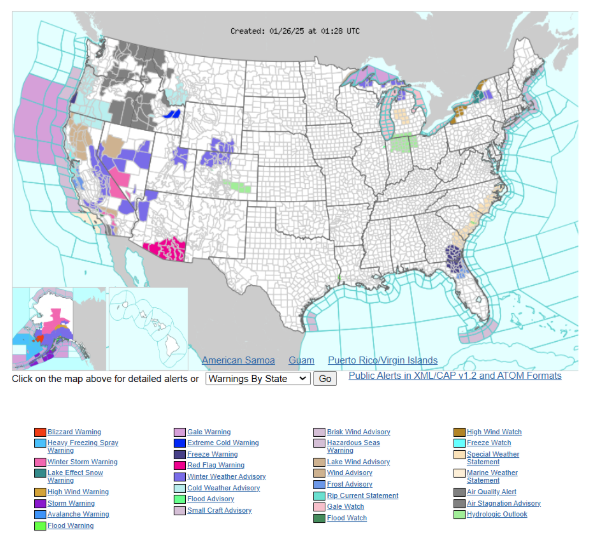 Created: 01/26/25 at 01:28 UTC
American Samoa Guam Puerto Rico/Virgin Islands
Click on the map above for detailed alerts or Warnings By State Go Public Alerts in XML/CAP v1.2 and ATOM Formats
Blizzard Warning
Heavy Freezing Spray
Warning
Winter Storm Warning
Lake Effect Snow
Warning
High Wind Warning
Storm Warning
Avalanche Warning
Flood Warning
Gale Warning
Extreme Cold Warning
Freeze Warning
Red Flag Warning
Winter Weather Advisory
Cold Weather Advisory
Flood Advisory
Small Craft Advisory
Brisk Wind Advisory
Hazardous Seas
Warning
Lake Wind Advisory
Wind Advisory
Frost Advisory
Rip Current Statement
Gale Watch
Flood Watch
High Wind Watch
Freeze Watch
Special Weather
Statement
Marine Weather
Statement
Air Quality Alert
Air Stagnation Advisory
Hydrologic Outlook